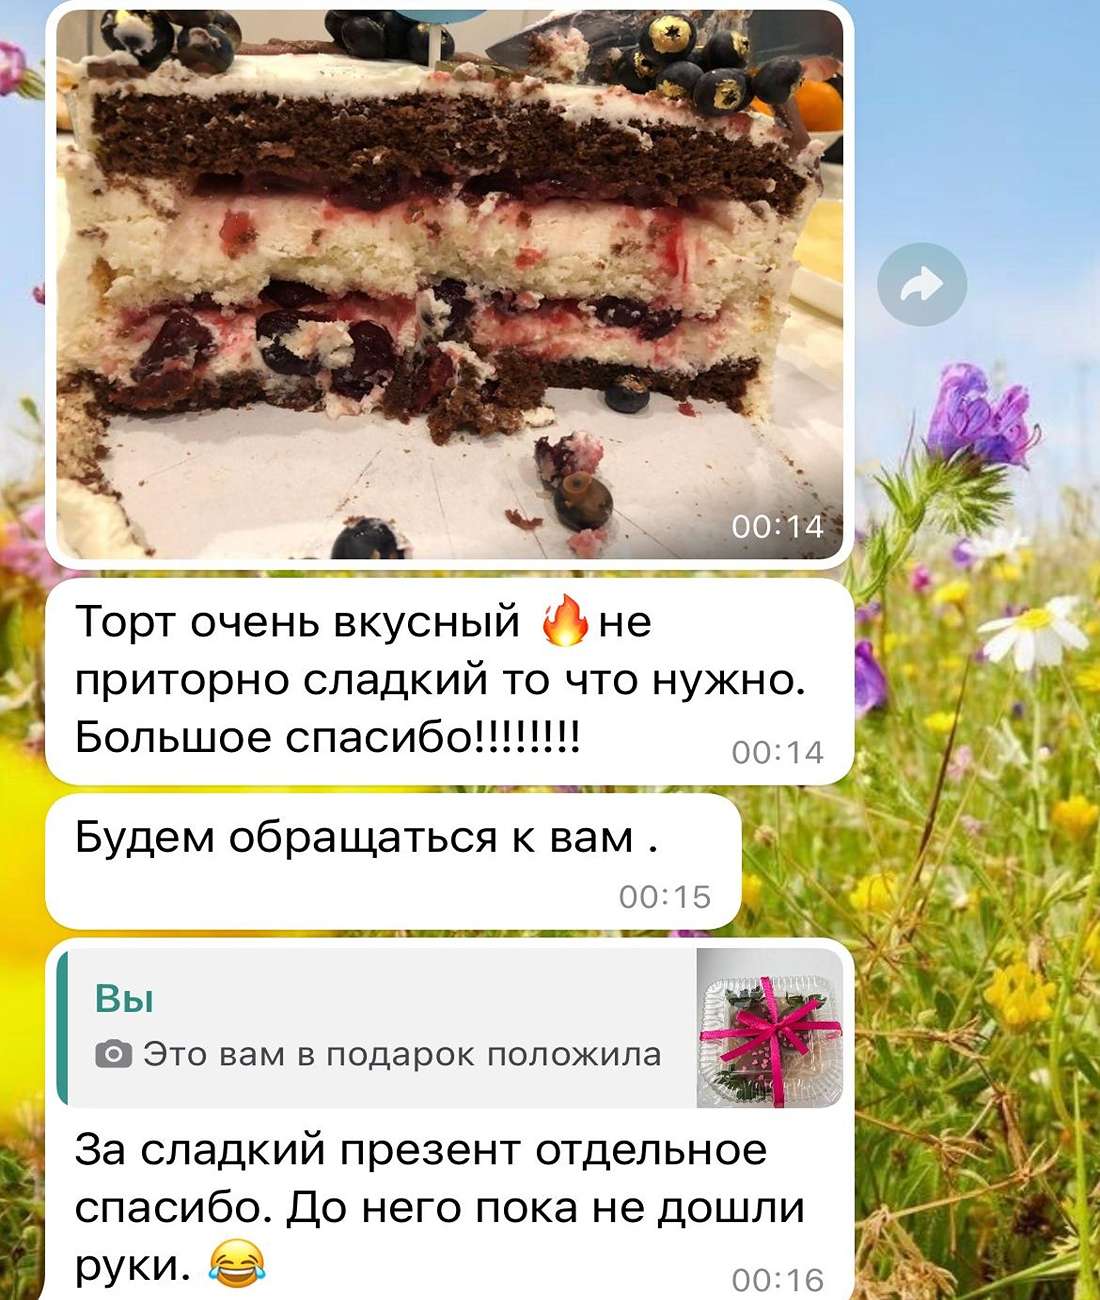 00:14
Торт очень вкусный 🔥не
приторно сладкий то что нужно.
Большое спасибо!!!!!!!!
00:14
Будем обращаться к вам .
00:15
Вы
Это вам в подарок положила
За сладкий презент отдельное
спасибо. До него пока не дошли
руки. 😂
00:16